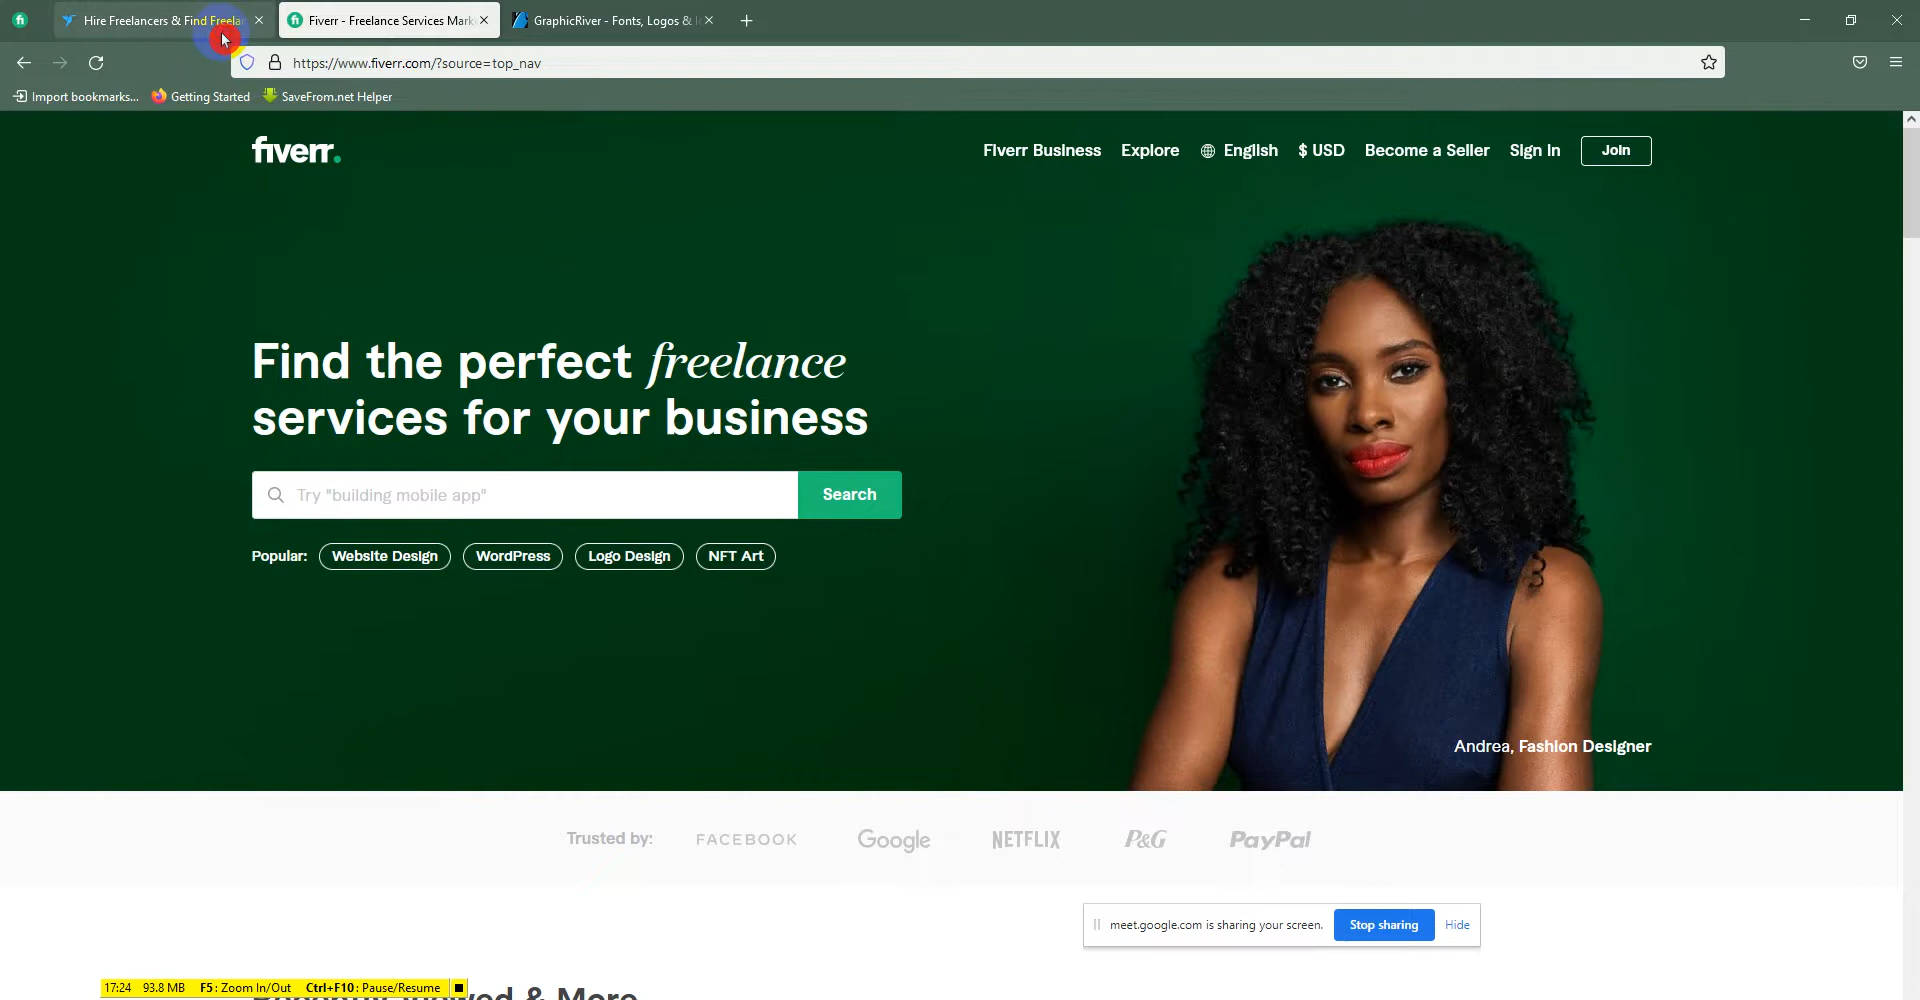 Hire Freelancers & Find Freelan
Fiverr - Freelance Services Mark
GraphicRiver - Fonts, Logos &
https://www.fiverr.com/?source=top_nav
Import bookmarks...
Getting Started
SaveFrom.net Helper
fiverr.
Fiverr Business
Explore
English
$ USD
Become a Seller
Sign In
Join
Find the perfect freelance
services for your business
Try "building mobile app"
Search
Popular:
Website Design
WordPress
Logo Design
NFT Art
Andrea, Fashion Designer
Trusted by:
FACEBOOK
Google
NETFLIX
P&G
PayPal
meet.google.com is sharing your screen.
Stop sharing
Hide
17:24 93.8 MB F5: Zoom In/Out Ctrl+F10: Pause/Resume
Recently Viewed & More